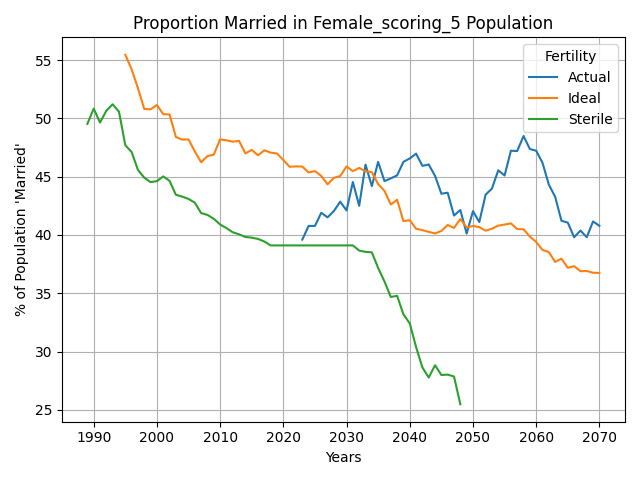 Proportion Married in Female_scoring_5 Population
% of Population 'Married'
55
50
45
40
35
30
25
Fertility
Actual
Ideal
Sterile
1990 2000 2010 2020 2030 2040 2050 2060 2070
Years